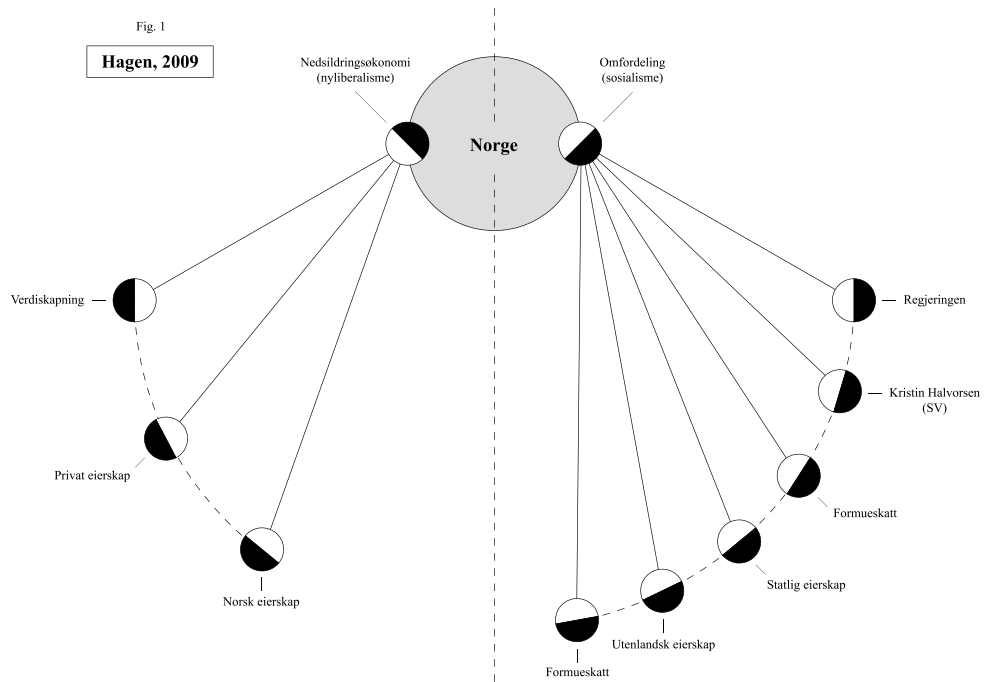 Fig. 1
Hagen, 2009
Nedsildringsøkonomi
(nyliberalisme)
Omfordeling
(sosialisme)
Norge
Verdiskapning
Privat eierskap
Norsk eierskap
Regjeringen
Kristin Halvorsen
(SV)
Formueskatt
Statlig eierskap
Utenlandsk eierskap
Formueskatt